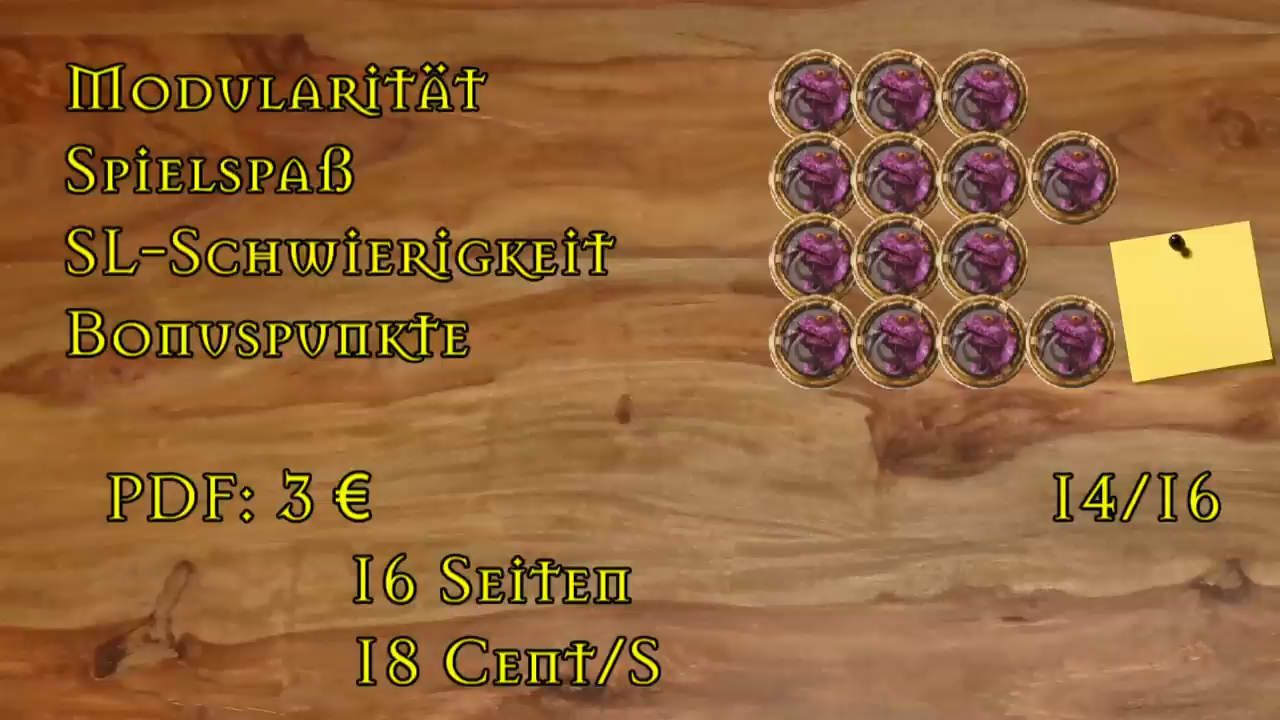 Modularität
Spielspaß
SL-Schwierigkeit
Bonuspunkte
PDF: 3 €
14/16
16 Seiten
18 Cent/S